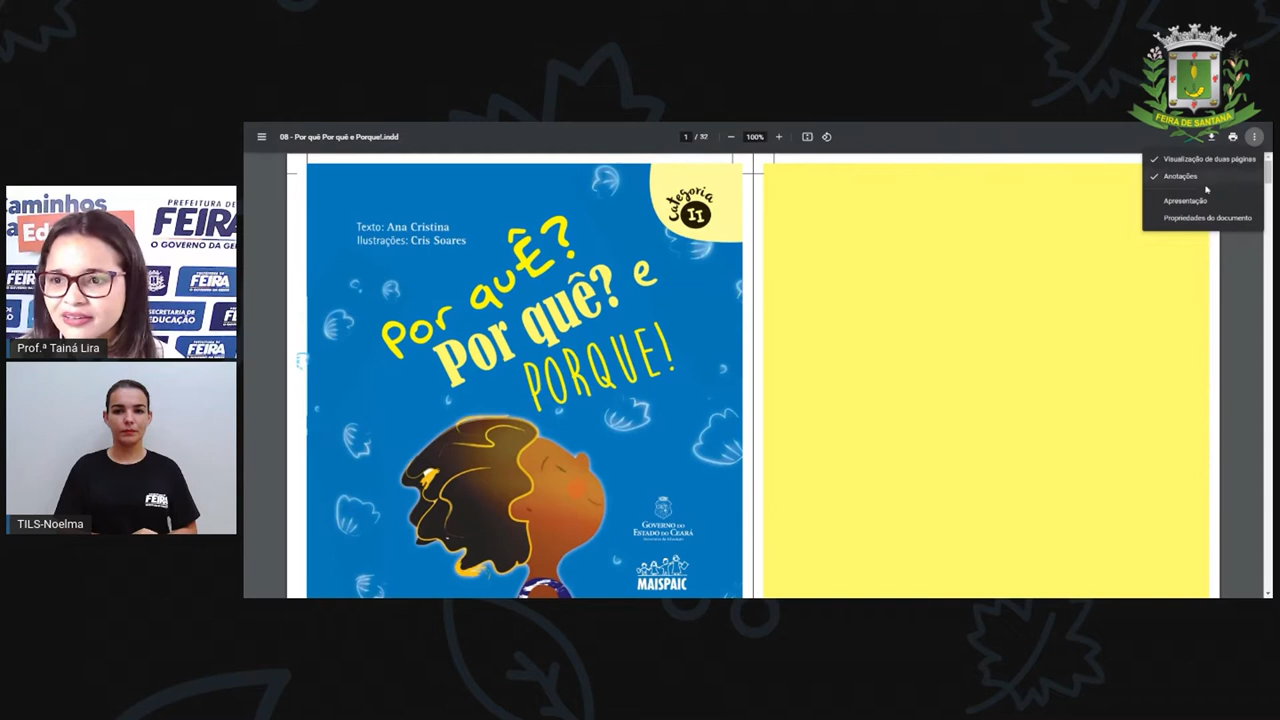 FEIRA DE SANTANA
08 - Por quê Por quê e Porque!.indd
1 / 32
100%
Visualização de duas páginas
Anotações
Apresentação
Propriedades do documento
Categoria
II
Texto: Ana Cristina
Ilustrações: Cris Soares
Por quÊ?
Por quê? e
PORQUE!
GOVERNO DO
ESTADO DO CEARÁ
MAISPAIC
aminhos
PREFEITURA DE
FEIRA
O GOVERNO DA GE
FEIRA
SECRETARIA DE
EDUCAÇÃO
FEIRA
Prof.ª Tainá Lira
FEIRA
TILS-Noelma